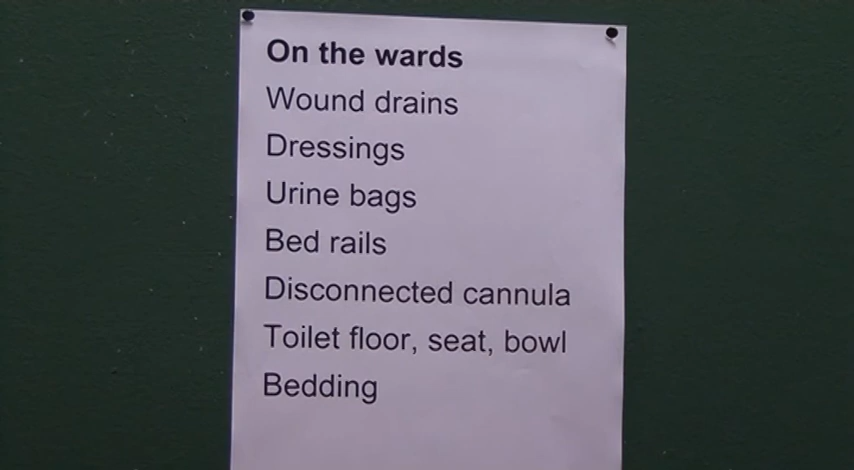 On the wards
Wound drains
Dressings
Urine bags
Bed rails
Disconnected cannula
Toilet floor, seat, bowl
Bedding